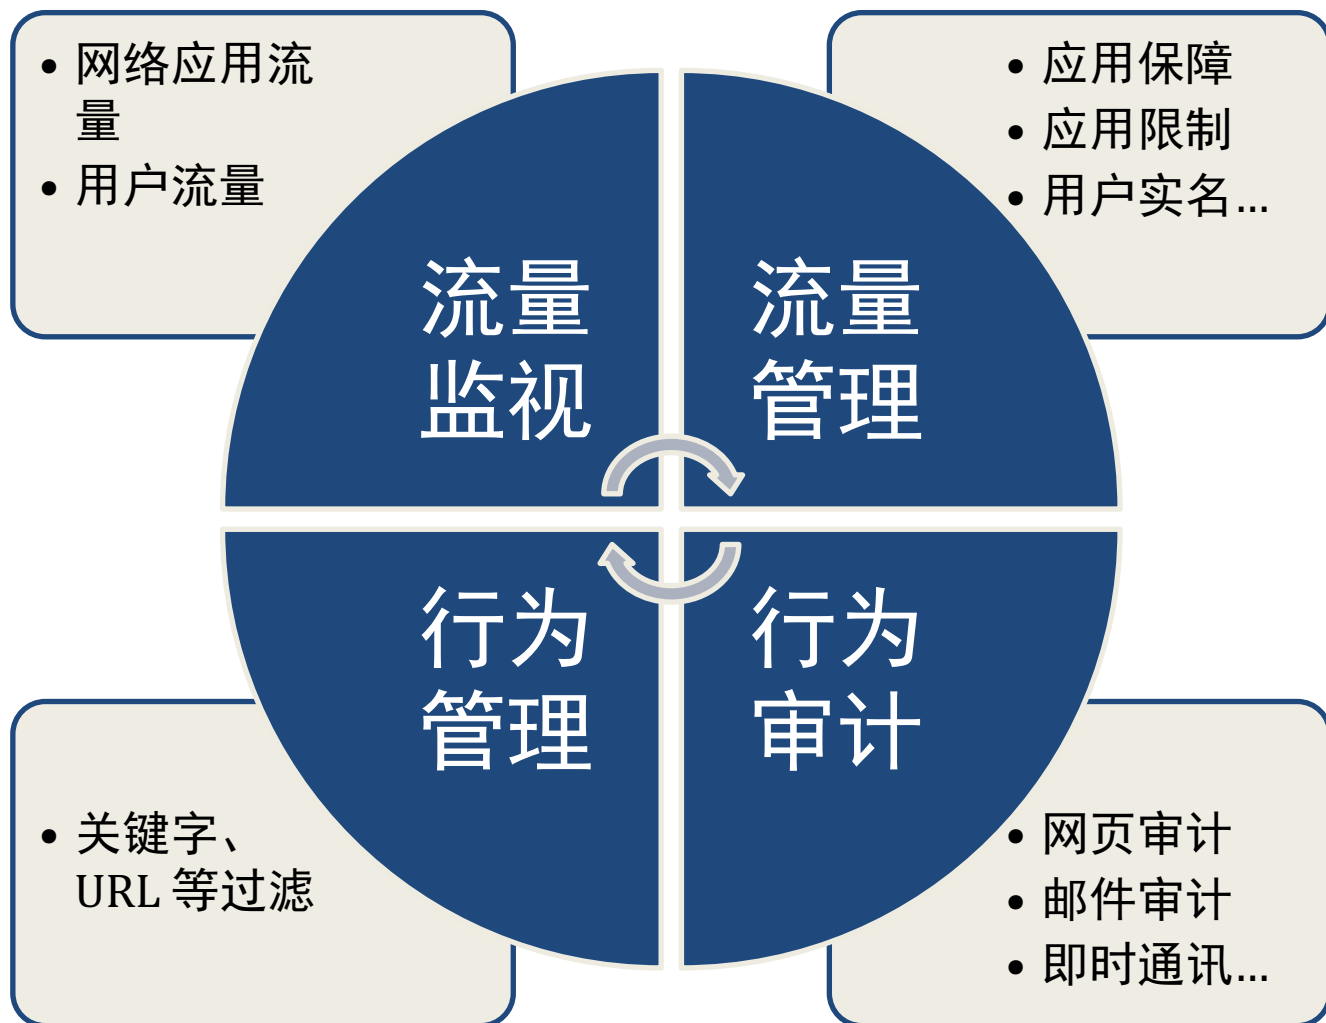 • 网络应用流
量
• 用户流量
• 应用保障
• 应用限制
• 用户实名...
流量
监视
流量
管理
行为
管理
行为
审计
• 关键字、
URL 等过滤
• 网页审计
• 邮件审计
• 即时通讯...